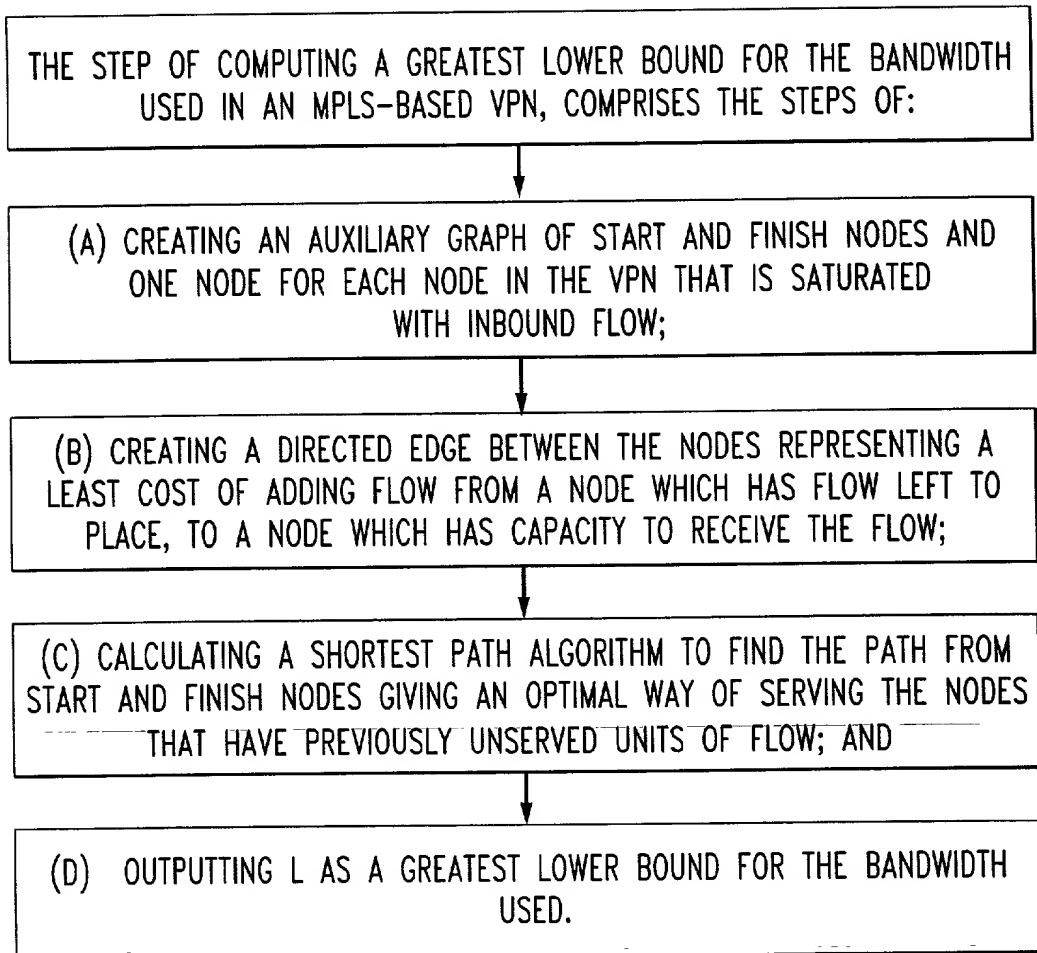 THE STEP OF COMPUTING A GREATEST LOWER BOUND FOR THE BANDWIDTH
USED IN AN MPLS-BASED VPN, COMPRISES THE STEPS OF:
(A) CREATING AN AUXILIARY GRAPH OF START AND FINISH NODES AND
ONE NODE FOR EACH NODE IN THE VPN THAT IS SATURATED
WITH INBOUND FLOW;
(B) CREATING A DIRECTED EDGE BETWEEN THE NODES REPRESENTING A
LEAST COST OF ADDING FLOW FROM A NODE WHICH HAS FLOW LEFT TO
PLACE, TO A NODE WHICH HAS CAPACITY TO RECEIVE THE FLOW;
(C) CALCULATING A SHORTEST PATH ALGORITHM TO FIND THE PATH FROM
START AND FINISH NODES GIVING AN OPTIMAL WAY OF SERVING THE NODES
THAT HAVE PREVIOUSLY UNSERVED UNITS OF FLOW; AND
(D) OUTPUTTING L AS A GREATEST LOWER BOUND FOR THE BANDWIDTH
USED.